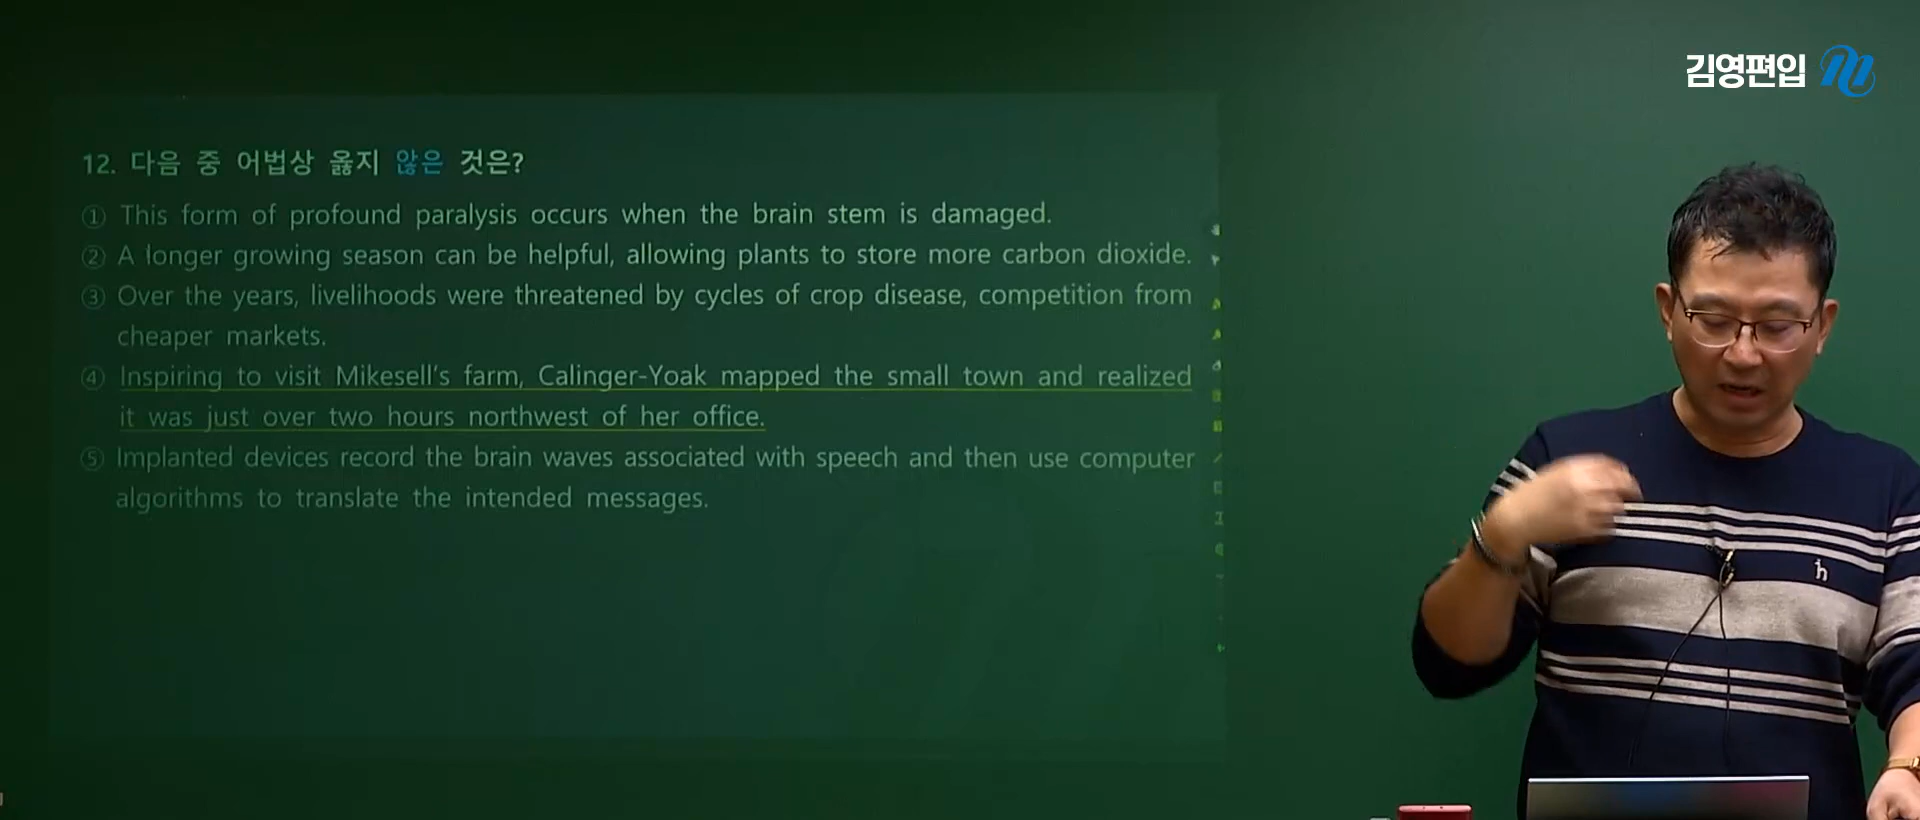 김영편입
12. 다음 중 어법상 옳지 않은 것은?
① This form of profound paralysis occurs when the brain stem is damaged.
② A longer growing season can be helpful, allowing plants to store more carbon dioxide.
③ Over the years, livelihoods were threatened by cycles of crop disease, competition from
cheaper markets.
④ Inspiring to visit Mikesell's farm, Calinger-Yoak mapped the small town and realized
it was just over two hours northwest of her office.
⑤ Implanted devices record the brain waves associated with speech and then use computer
algorithms to translate the intended messages.